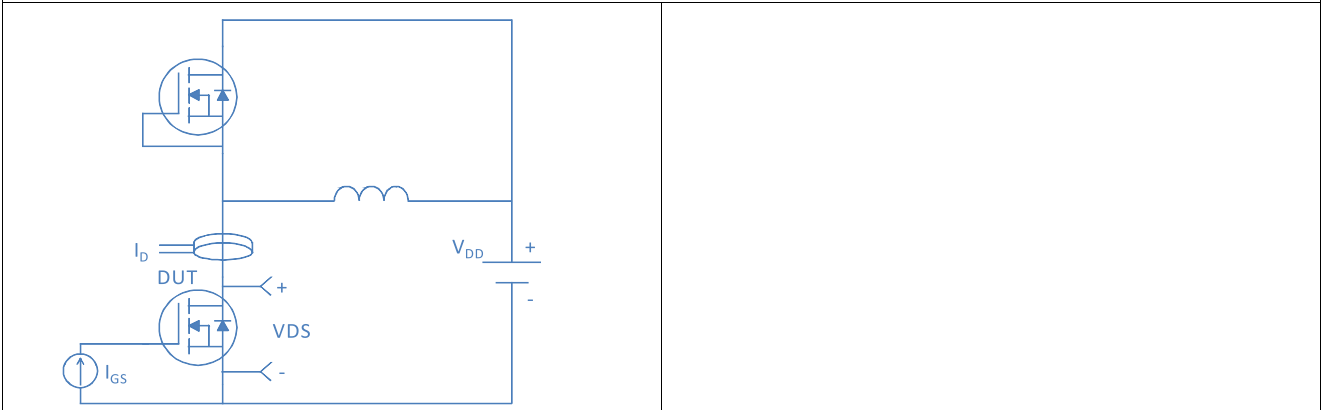 V_DD +
I_D
DUT
+
-
VDS
I_GS
-